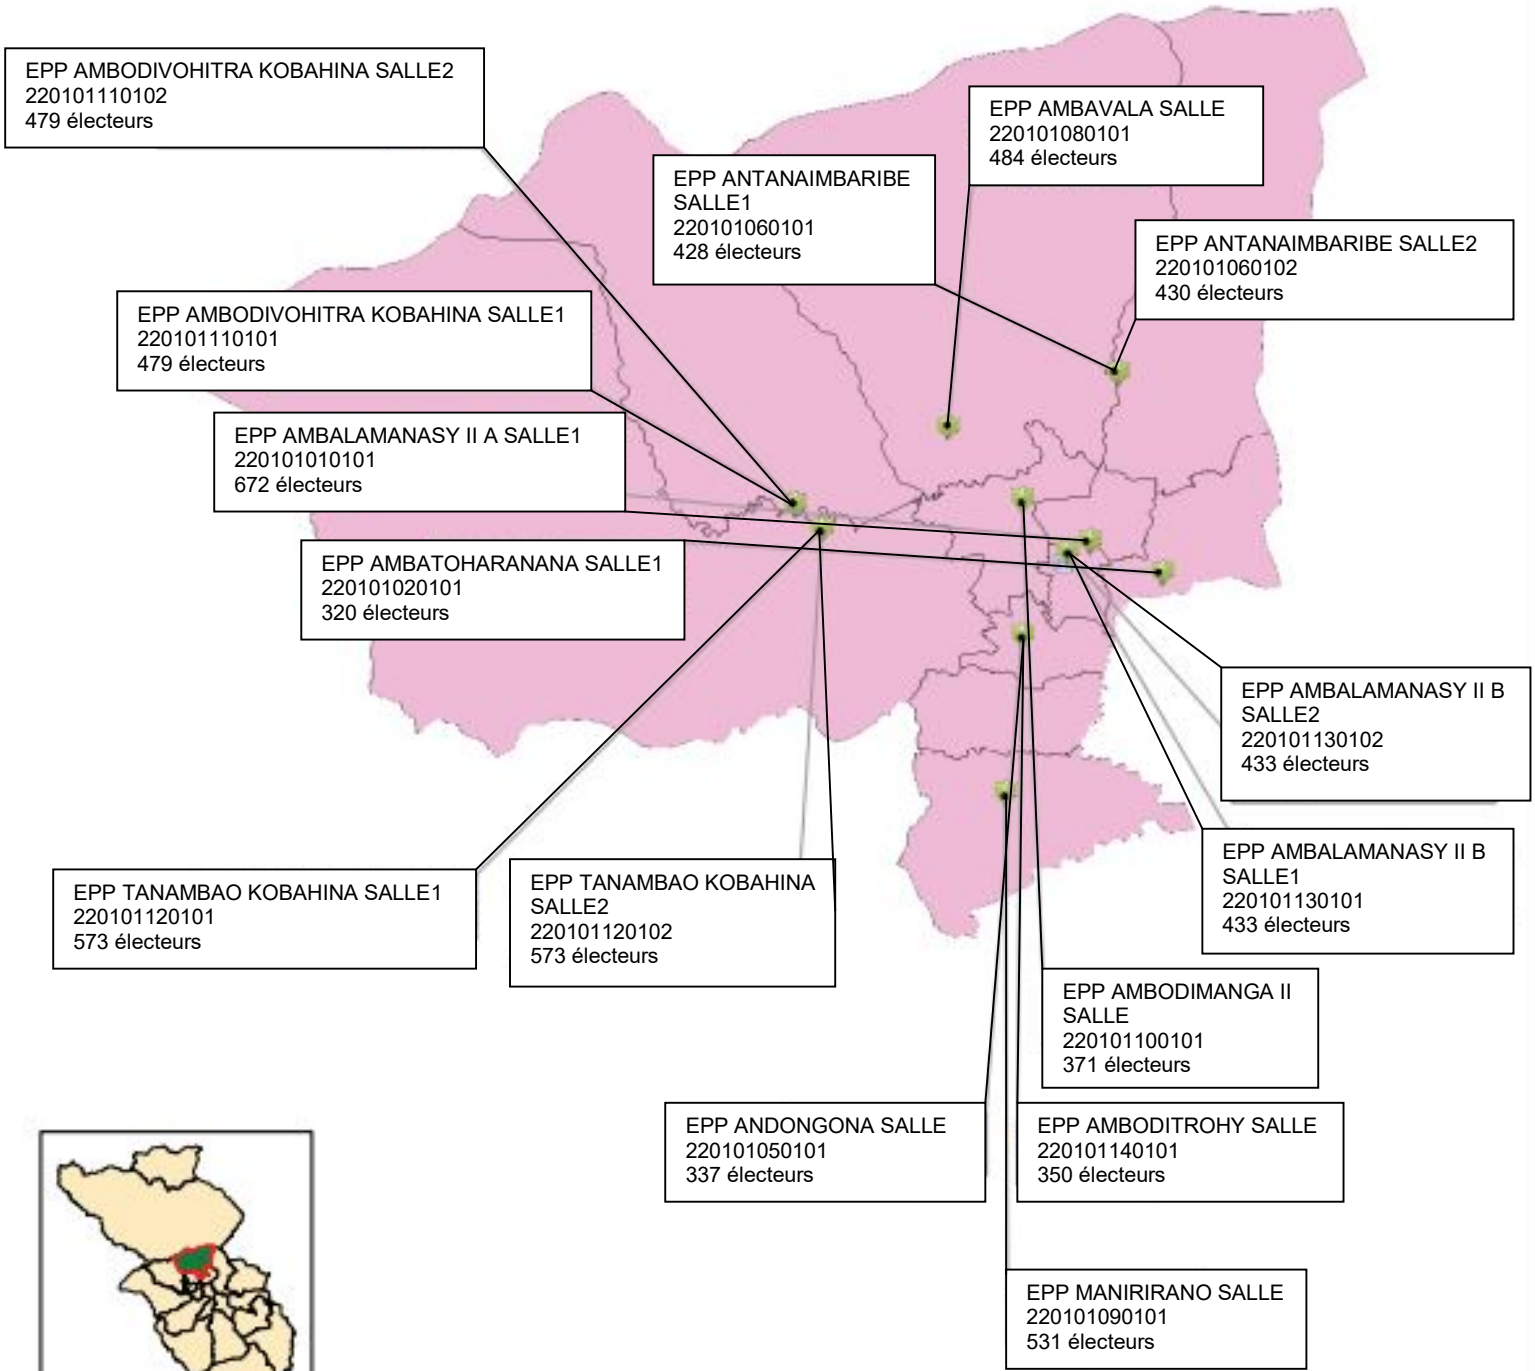 EPP AMBODIVOHITRA KOBAHINA SALLE2
220101110102
479 électeurs
EPP AMBAVALA SALLE
220101080101
484 électeurs
EPP ANTANAIMBARIBE
SALLE1
220101060101
428 électeurs
EPP ANTANAIMBARIBE SALLE2
220101060102
430 électeurs
EPP AMBODIVOHITRA KOBAHINA SALLE1
220101110101
479 électeurs
EPP AMBALAMANASY II A SALLE1
220101010101
672 électeurs
EPP AMBATOHARANANA SALLE1
220101020101
320 électeurs
EPP AMBALAMANASY II B
SALLE2
220101130102
433 électeurs
EPP AMBALAMANASY II B
SALLE1
220101130101
433 électeurs
EPP TANAMBAO KOBAHINA SALLE1
220101120101
573 électeurs
EPP TANAMBAO KOBAHINA
SALLE2
220101120102
573 électeurs
EPP AMBODIMANGA II
SALLE
220101100101
371 électeurs
EPP ANDONGONA SALLE
220101050101
337 électeurs
EPP AMBODITROHY SALLE
220101140101
350 électeurs
EPP MANIRIRANO SALLE
220101090101
531 électeurs